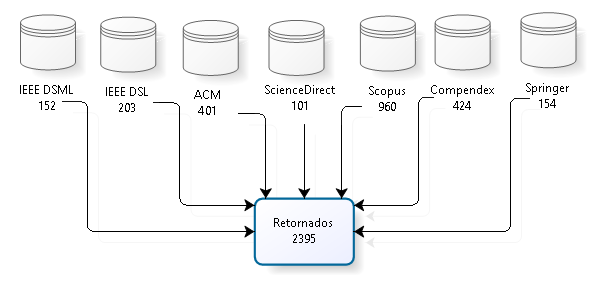 IEEE DSML
152
IEEE DSL
203
ACM
401
ScienceDirect
101
Scopus
960
Compendex
424
Springer
154
Retornados
2395